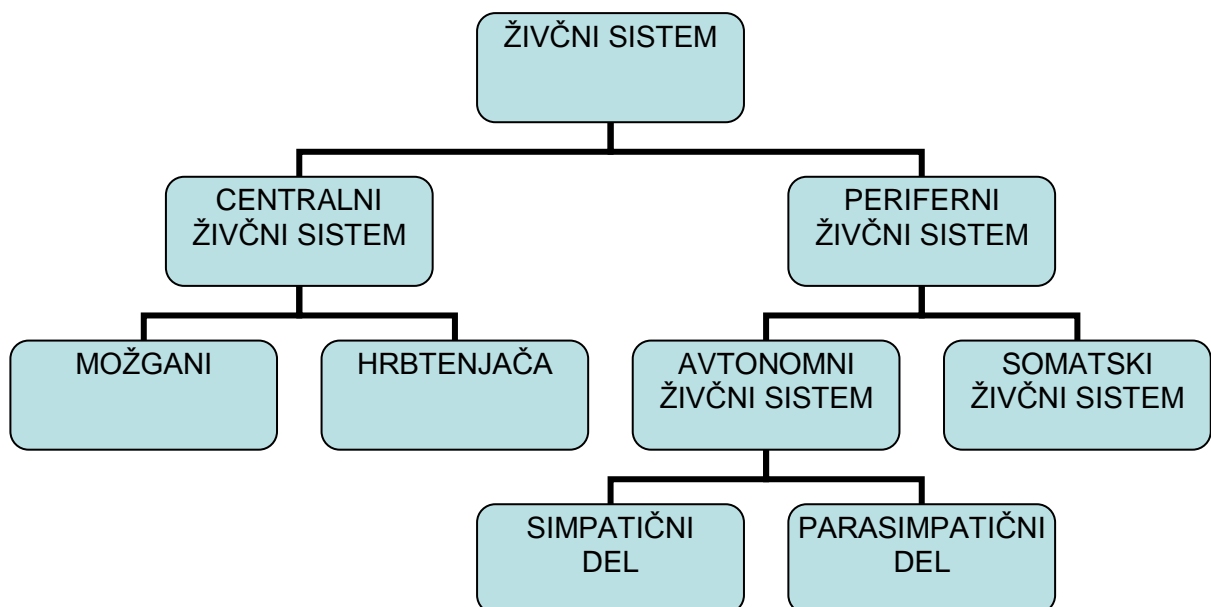 ŽIVČNI SISTEM
CENTRALNI
ŽIVČNI SISTEM
PERIFERNI
ŽIVČNI SISTEM
MOŽGANI
HRBTENJAČA
AVTONOMNI
ŽIVČNI SISTEM
SOMATSKI
ŽIVČNI SISTEM
SIMPATIČNI
DEL
PARASIMPATIČNI
DEL